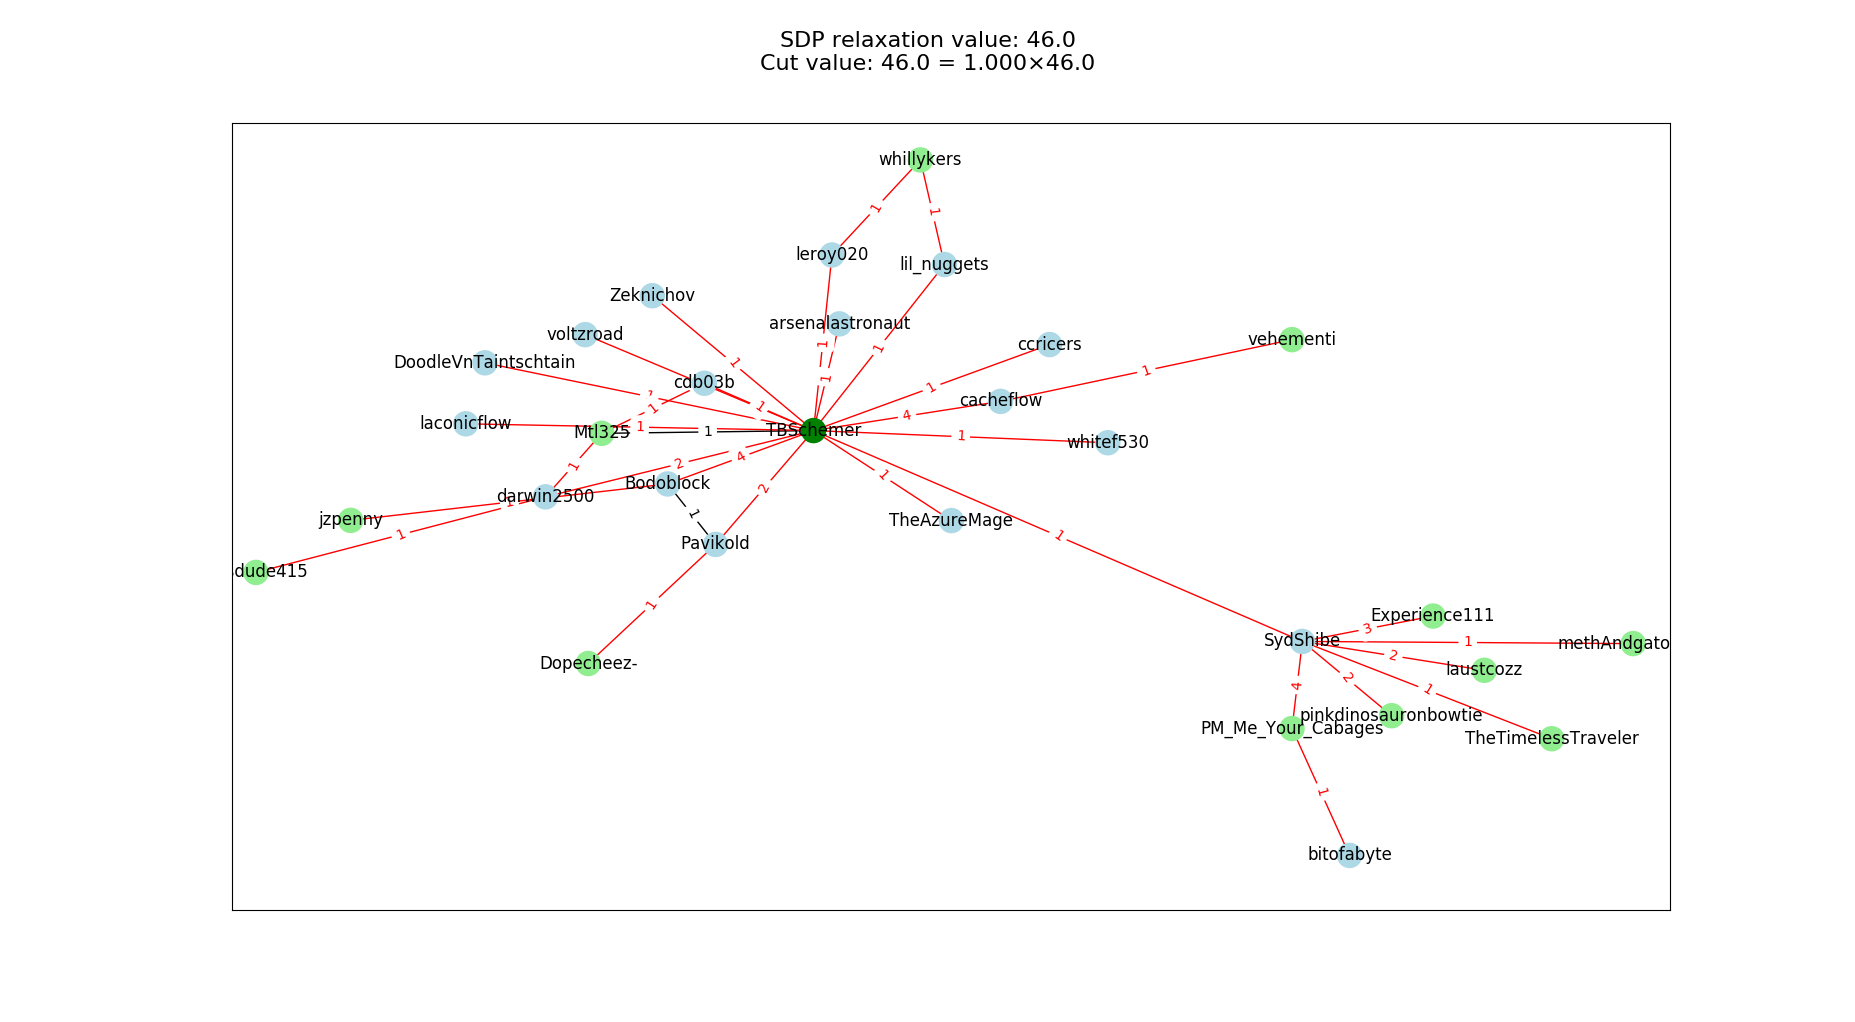 SDP relaxation value: 46.0
Cut value: 46.0 = 1.000×46.0
whillykers
1
1
leroy020
lil_nuggets
Zeknichov
arsenalastronaut
voltzroad
vehementi
ccricers
1
1
DoodleVnTaintschtain
1
1
1
cdb03b
1
1
cacheflow
1
1
4
laconicflow
1
Mtl325
1
TBSchemer
1
whitef530
4
2
1
1
Bodoblock
2
darwin2500
1
1
jzpenny
TheAzureMage
1
1
Pavikold
dude415
1
Experience111
3
SydShibe
1
methAndgato
2
Dopecheez-
laustcozz
2
4
1
pinkdinosauronbowtie
PM_Me_Your_Cabages
TheTimelessTraveler
1
bitofabyte